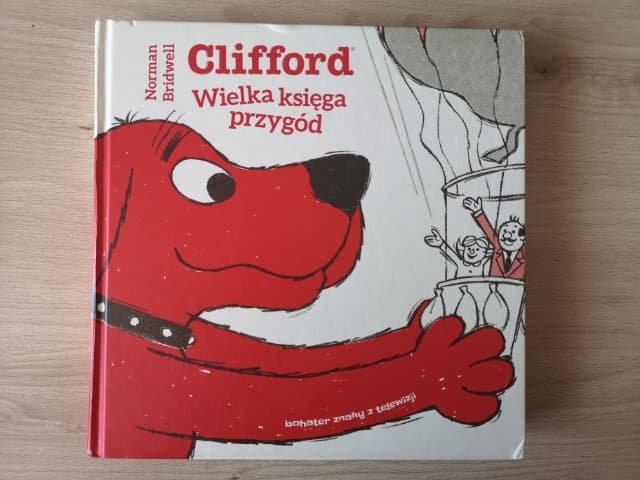 Norman
Bridwell
Clifford®
Wielka księga
przygód
bohater znany z telewizji